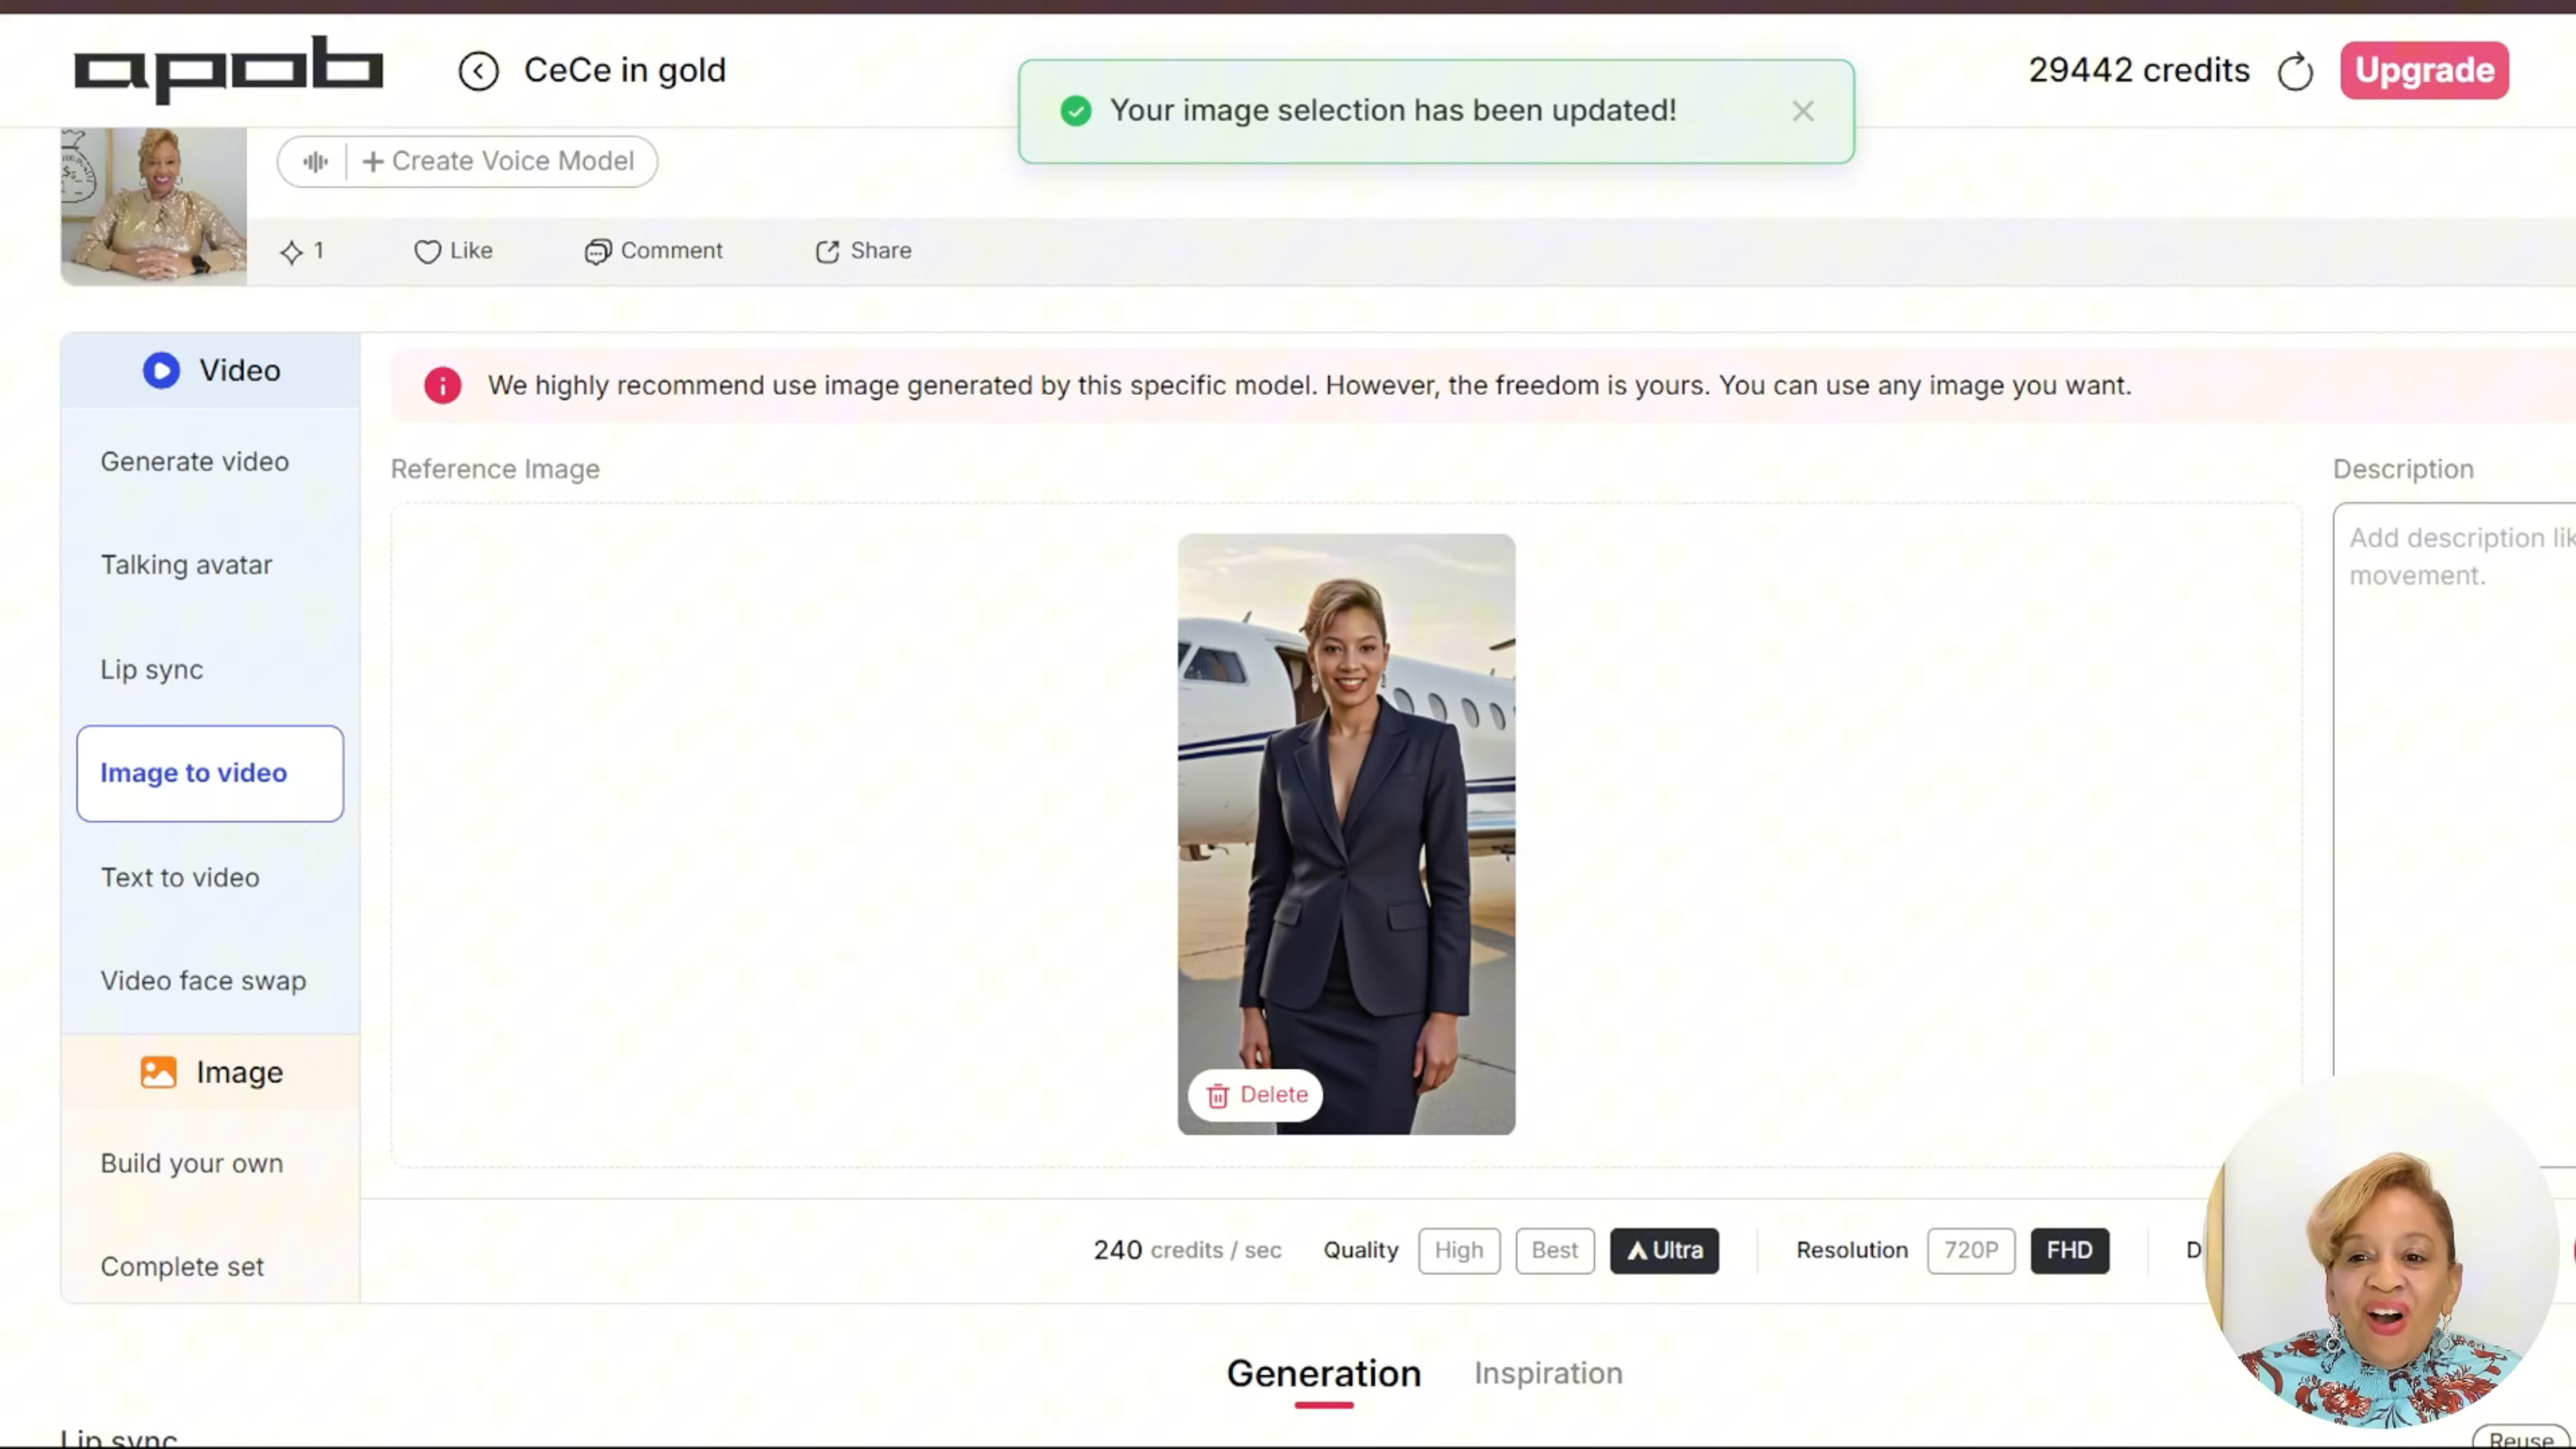 apob
CeCe in gold
Your image selection has been updated!
29442 credits
Upgrade
+ Create Voice Model
1
Like
Comment
Share
Video
We highly recommend use image generated by this specific model. However, the freedom is yours. You can use any image you want.
Generate video
Reference Image
Description
Add description lik
movement.
Talking avatar
Lip sync
Image to video
Text to video
Video face swap
Image
Delete
Build your own
Complete set
240 credits / sec
Quality
High
Best
Ultra
Resolution
720P
FHD
D
Generation
Inspiration
Lip sync
Reuse